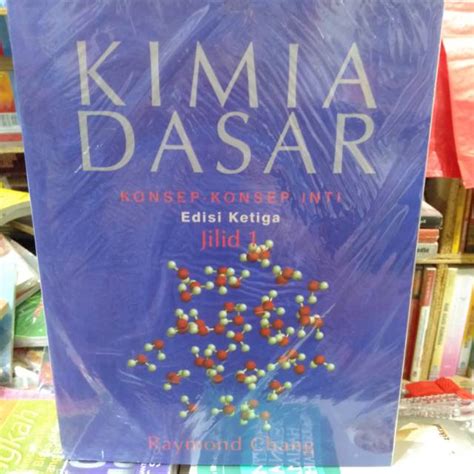 KIMIA
DASAR
KONSEP-KONSEP INTI
Edisi Ketiga
Jilid 1
Raymond Chang